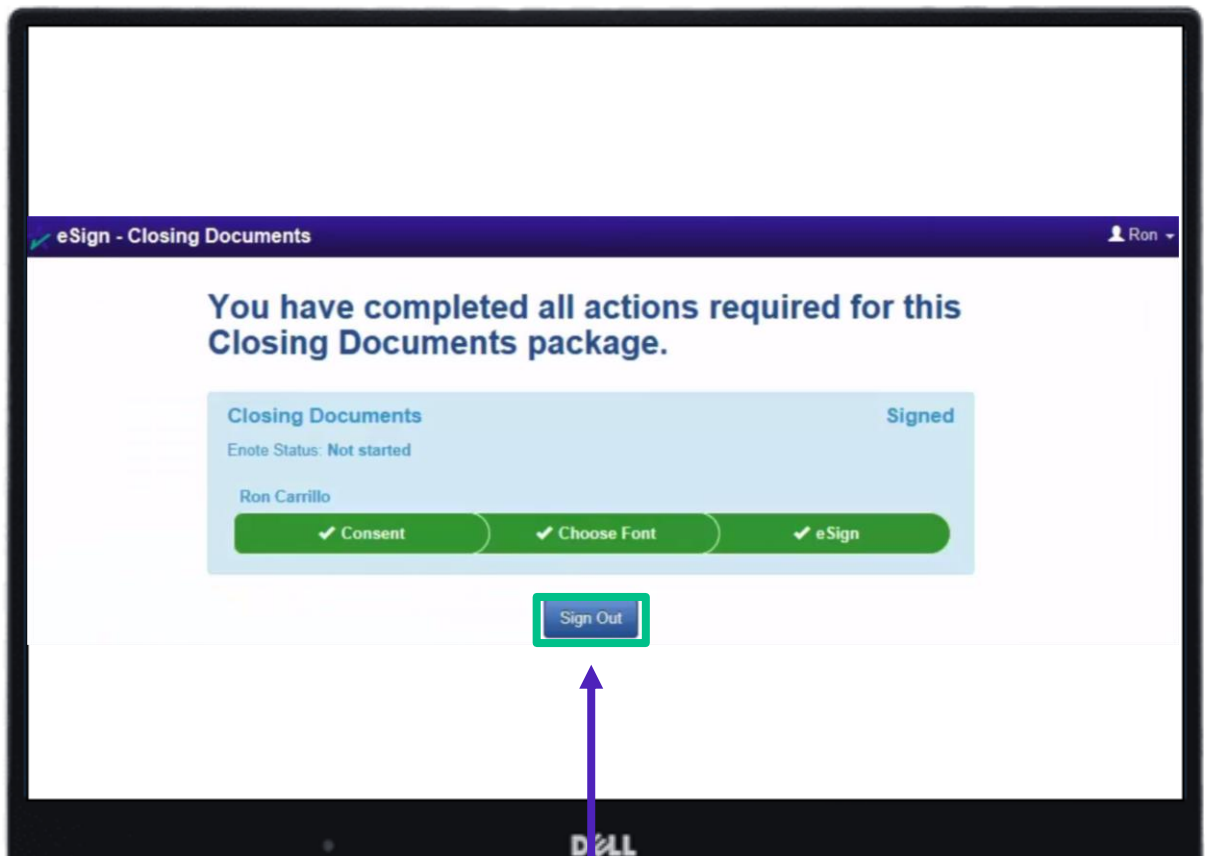 eSign - Closing Documents
Ron
You have completed all actions required for this
Closing Documents package.
Closing Documents
Signed
Enote Status: Not started
Ron Carrillo
Consent
Choose Font
eSign
Sign Out
DELL